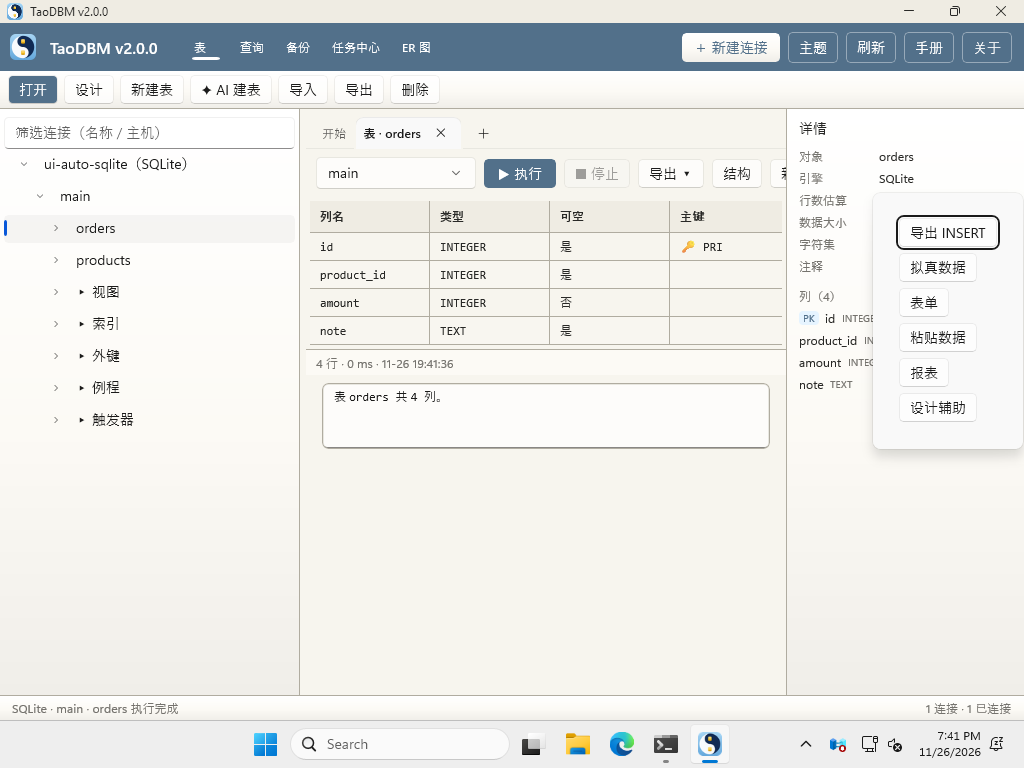 TaoDBM v2.0.0
TaoDBM v2.0.0
表 查询 备份 任务中心 ER 图
+ 新建连接 主题 刷新 手册 关于
打开 设计 新建表 ✦ AI 建表 导入 导出 删除
筛选连接（名称 / 主机）
ui-auto-sqlite（SQLite）
main
orders
products
▸ 视图
▸ 索引
▸ 外键
▸ 例程
▸ 触发器
开始 表 · orders
main
▶ 执行 停止 导出 ▾ 结构
列名 类型 可空 主键
id INTEGER 是 🔑 PRI
product_id INTEGER 是
amount INTEGER 否
note TEXT 是
4 行 · 0 ms · 11-26 19:41:36
表 orders 共 4 列。
详情
对象 orders
引擎 SQLite
行数估算
数据大小
字符集
注释
列（4）
PK id INTEGE
product_id IN
amount INTEG
note TEXT
导出 INSERT
拟真数据
表单
粘贴数据
报表
设计辅助
SQLite · main · orders 执行完成
1 连接 · 1 已连接
Search
7:41 PM
11/26/2026